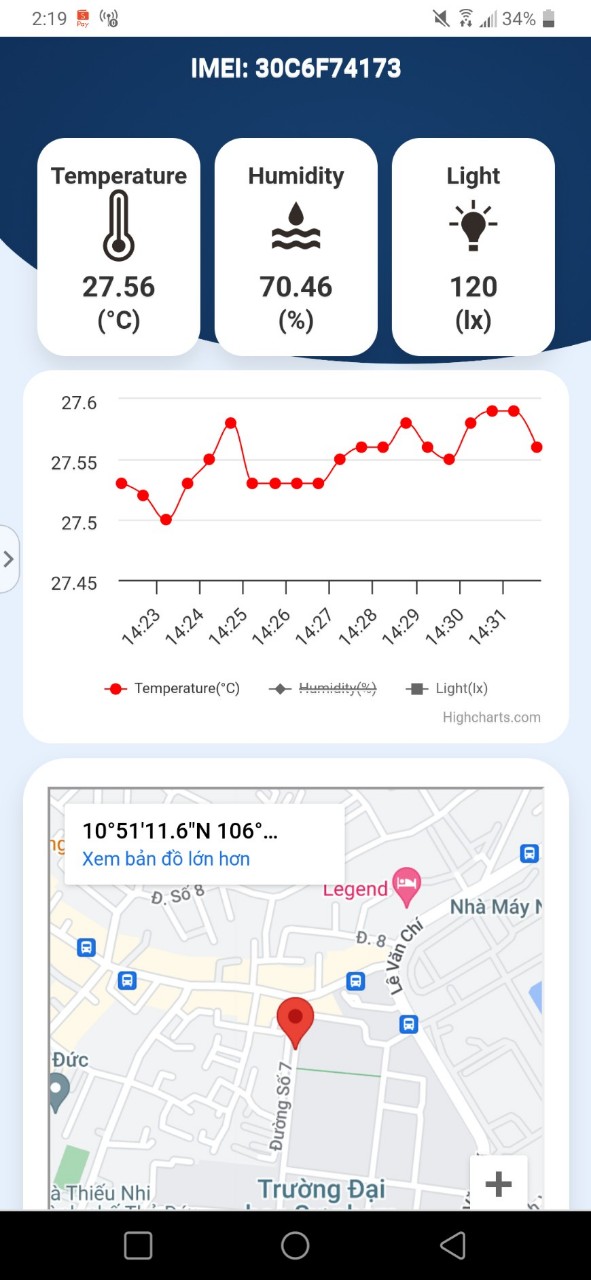 2:19
34%
IMEI: 30C6F74173
Temperature
Humidity
Light
27.56
70.46
120
(°C)
(%)
(lx)
27.6
27.55
27.5
27.45
14:23
14:24
14:25
14:26
14:27
14:28
14:29
14:30
14:31
Temperature(°C)
Humidity(%)
Light(lx)
Highcharts.com
10°51'11.6"N 106°...
Xem bản đồ lớn hơn
Đ. Số 8
Legend
Nhà Máy N
Đ. 8
Lê Văn Chí
Đức
Đường Số 7
à Thiếu Nhi
Trường Đại